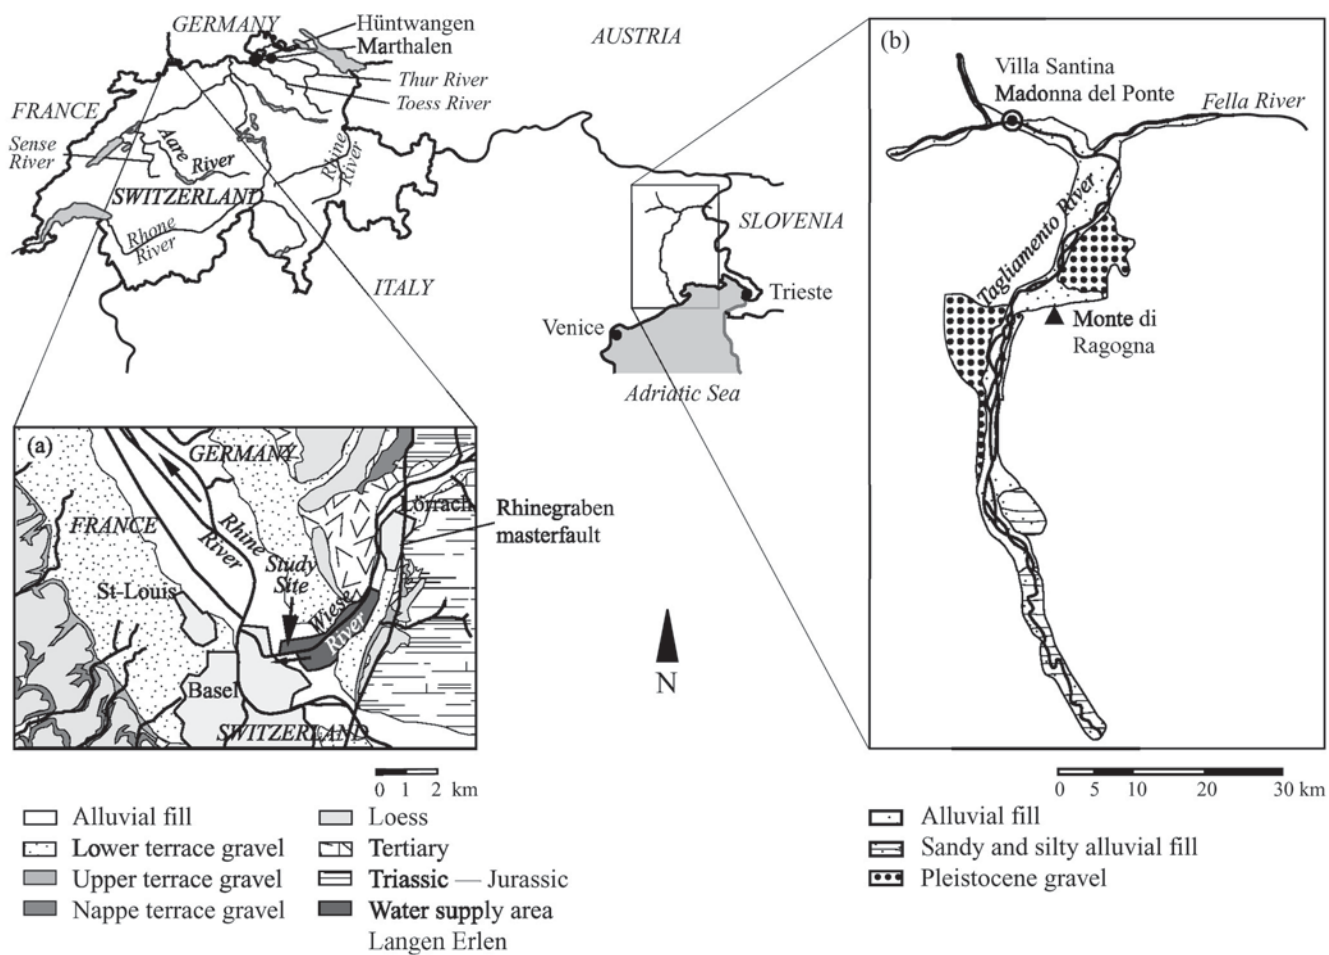 GERMANY
Hüntwangen
Marthalen
AUSTRIA
Thur River
Toess River
FRANCE
Sense
River
Aare
River
Rhine
River
SWITZERLAND
Rhone
River
ITALY
SLOVENIA
Trieste
Venice
Adriatic Sea
(b)
Villa Santina
Madonna del Ponte
Fella River
Tagliamento River
Monte di
Ragogna
(a)
GERMANY
FRANCE
Rhine
River
Study
Site
St-Louis
Wiese
River
Lörrach
Rhinegraben
masterfault
Basel
SWITZERLAND
N
0 1 2 km
Alluvial fill
Lower terrace gravel
Upper terrace gravel
Nappe terrace gravel
Loess
Tertiary
Triassic — Jurassic
Water supply area
Langen Erlen
0 5 10 20 30 km
Alluvial fill
Sandy and silty alluvial fill
Pleistocene gravel